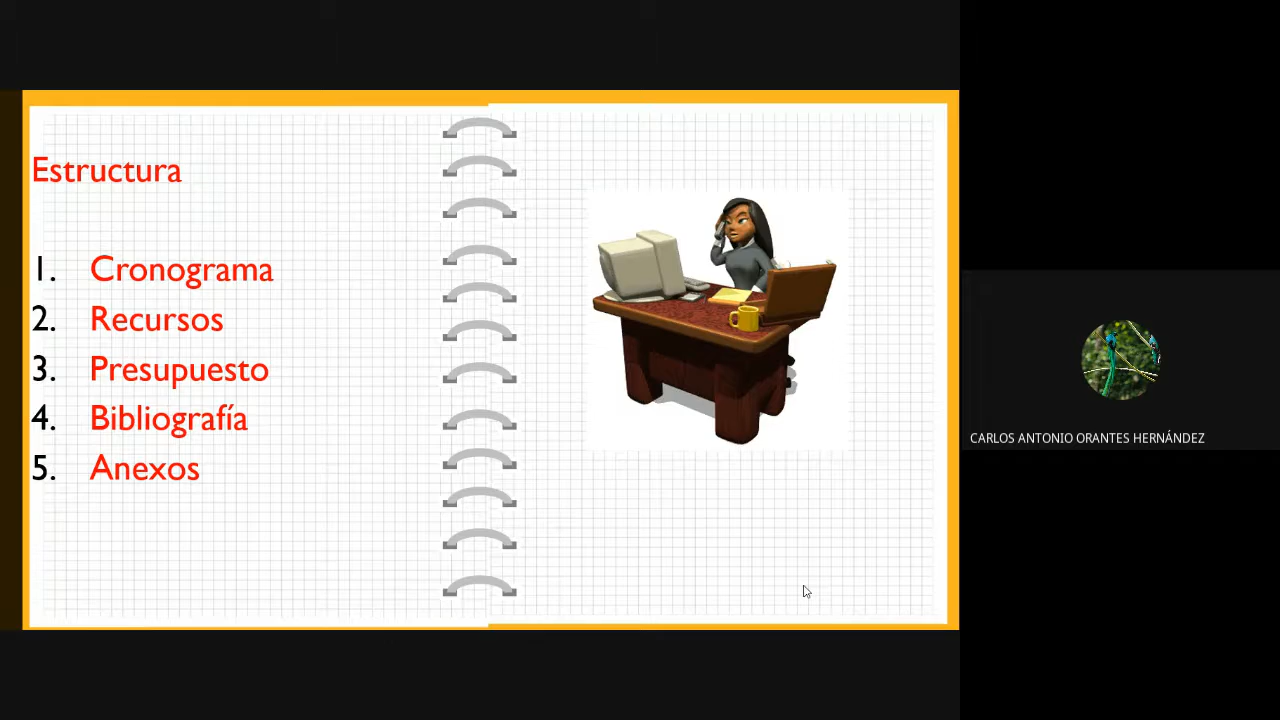 Estructura
1. Cronograma
2. Recursos
3. Presupuesto
4. Bibliografía
5. Anexos
CARLOS ANTONIO ORANTES HERNÁNDEZ